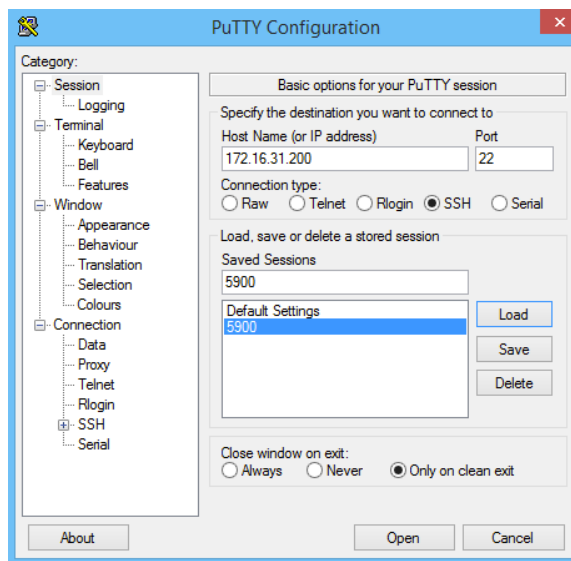 PuTTY Configuration
Category:
Session
Logging
Terminal
Keyboard
Bell
Features
Window
Appearance
Behaviour
Translation
Selection
Colours
Connection
Data
Proxy
Telnet
Rlogin
SSH
Serial
Basic options for your PuTTY session
Specify the destination you want to connect to
Host Name (or IP address) Port
172.16.31.200 22
Connection type:
Raw Telnet Rlogin SSH Serial
Load, save or delete a stored session
Saved Sessions
5900
Default Settings
5900
Load
Save
Delete
Close window on exit:
Always Never Only on clean exit
About Open Cancel